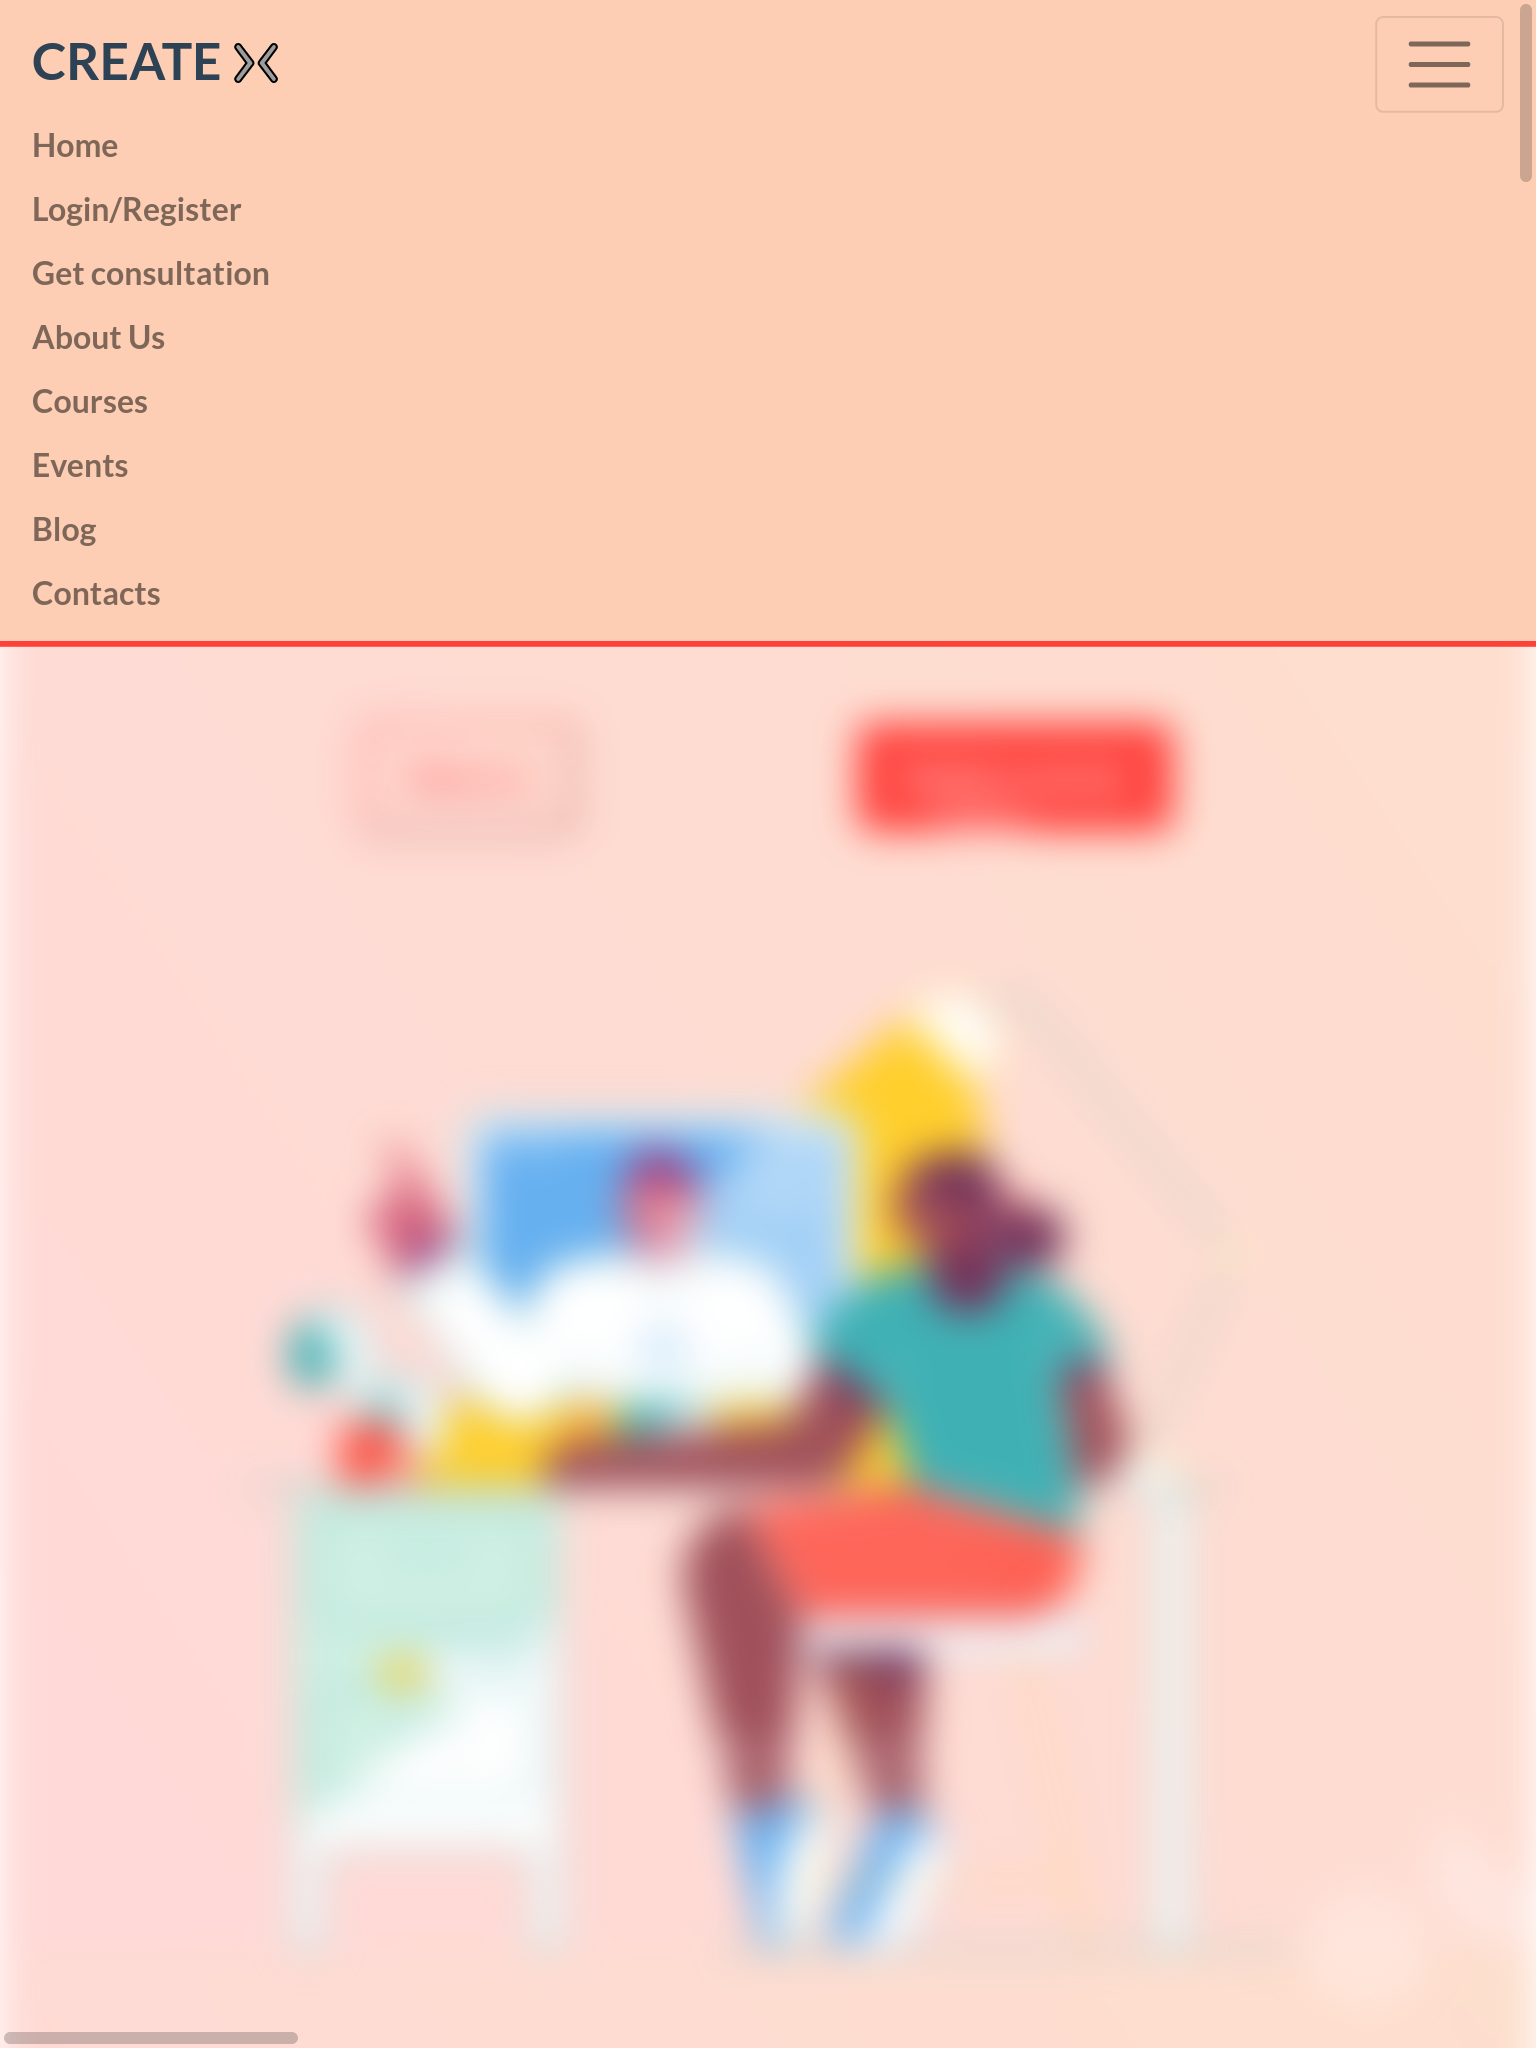 CREATE
Home
Login/Register
Get consultation
About Us
Courses
Events
Blog
Contacts